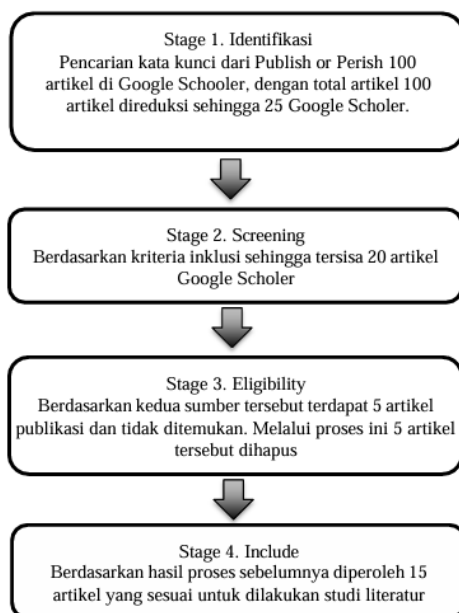 Stage 1. Identifikasi
Pencarian kata kunci dari Publish or Perish 100
artikel di Google Schooler, dengan total artikel 100
artikel direduksi sehingga 25 Google Scholer.
Stage 2. Screening
Berdasarkan kriteria inklusi sehingga tersisa 20 artikel
Google Scholer
Stage 3. Eligibility
Berdasarkan kedua sumber tersebut terdapat 5 artikel
publikasi dan tidak ditemukan. Melalui proses ini 5 artikel
tersebut dihapus
Stage 4. Include
Berdasarkan hasil proses sebelumnya diperoleh 15
artikel yang sesuai untuk dilakukan studi literatur